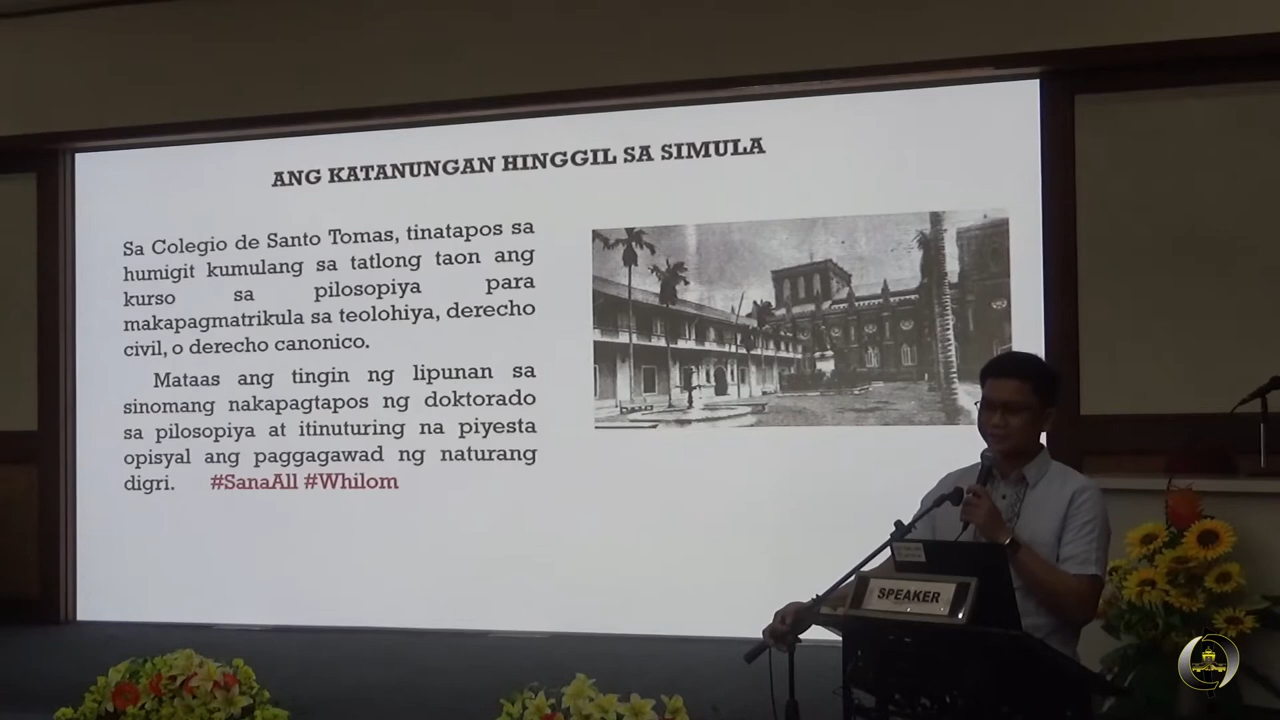 ANG KATANUNGAN HINGGIL SA SIMULA
Sa Colegio de Santo Tomas, tinatapos sa
humigit kumulang sa tatlong taon ang
kurso sa pilosopiya para
makapagmatrikula sa teolohiya, derecho
civil, o derecho canonico.
Mataas ang tingin ng lipunan sa
sinomang nakapagtapos ng doktorado
sa pilosopiya at itinuturing na piyesta
opisyal ang paggagawad ng naturang
digri. #SanaAll #Whilom
SPEAKER